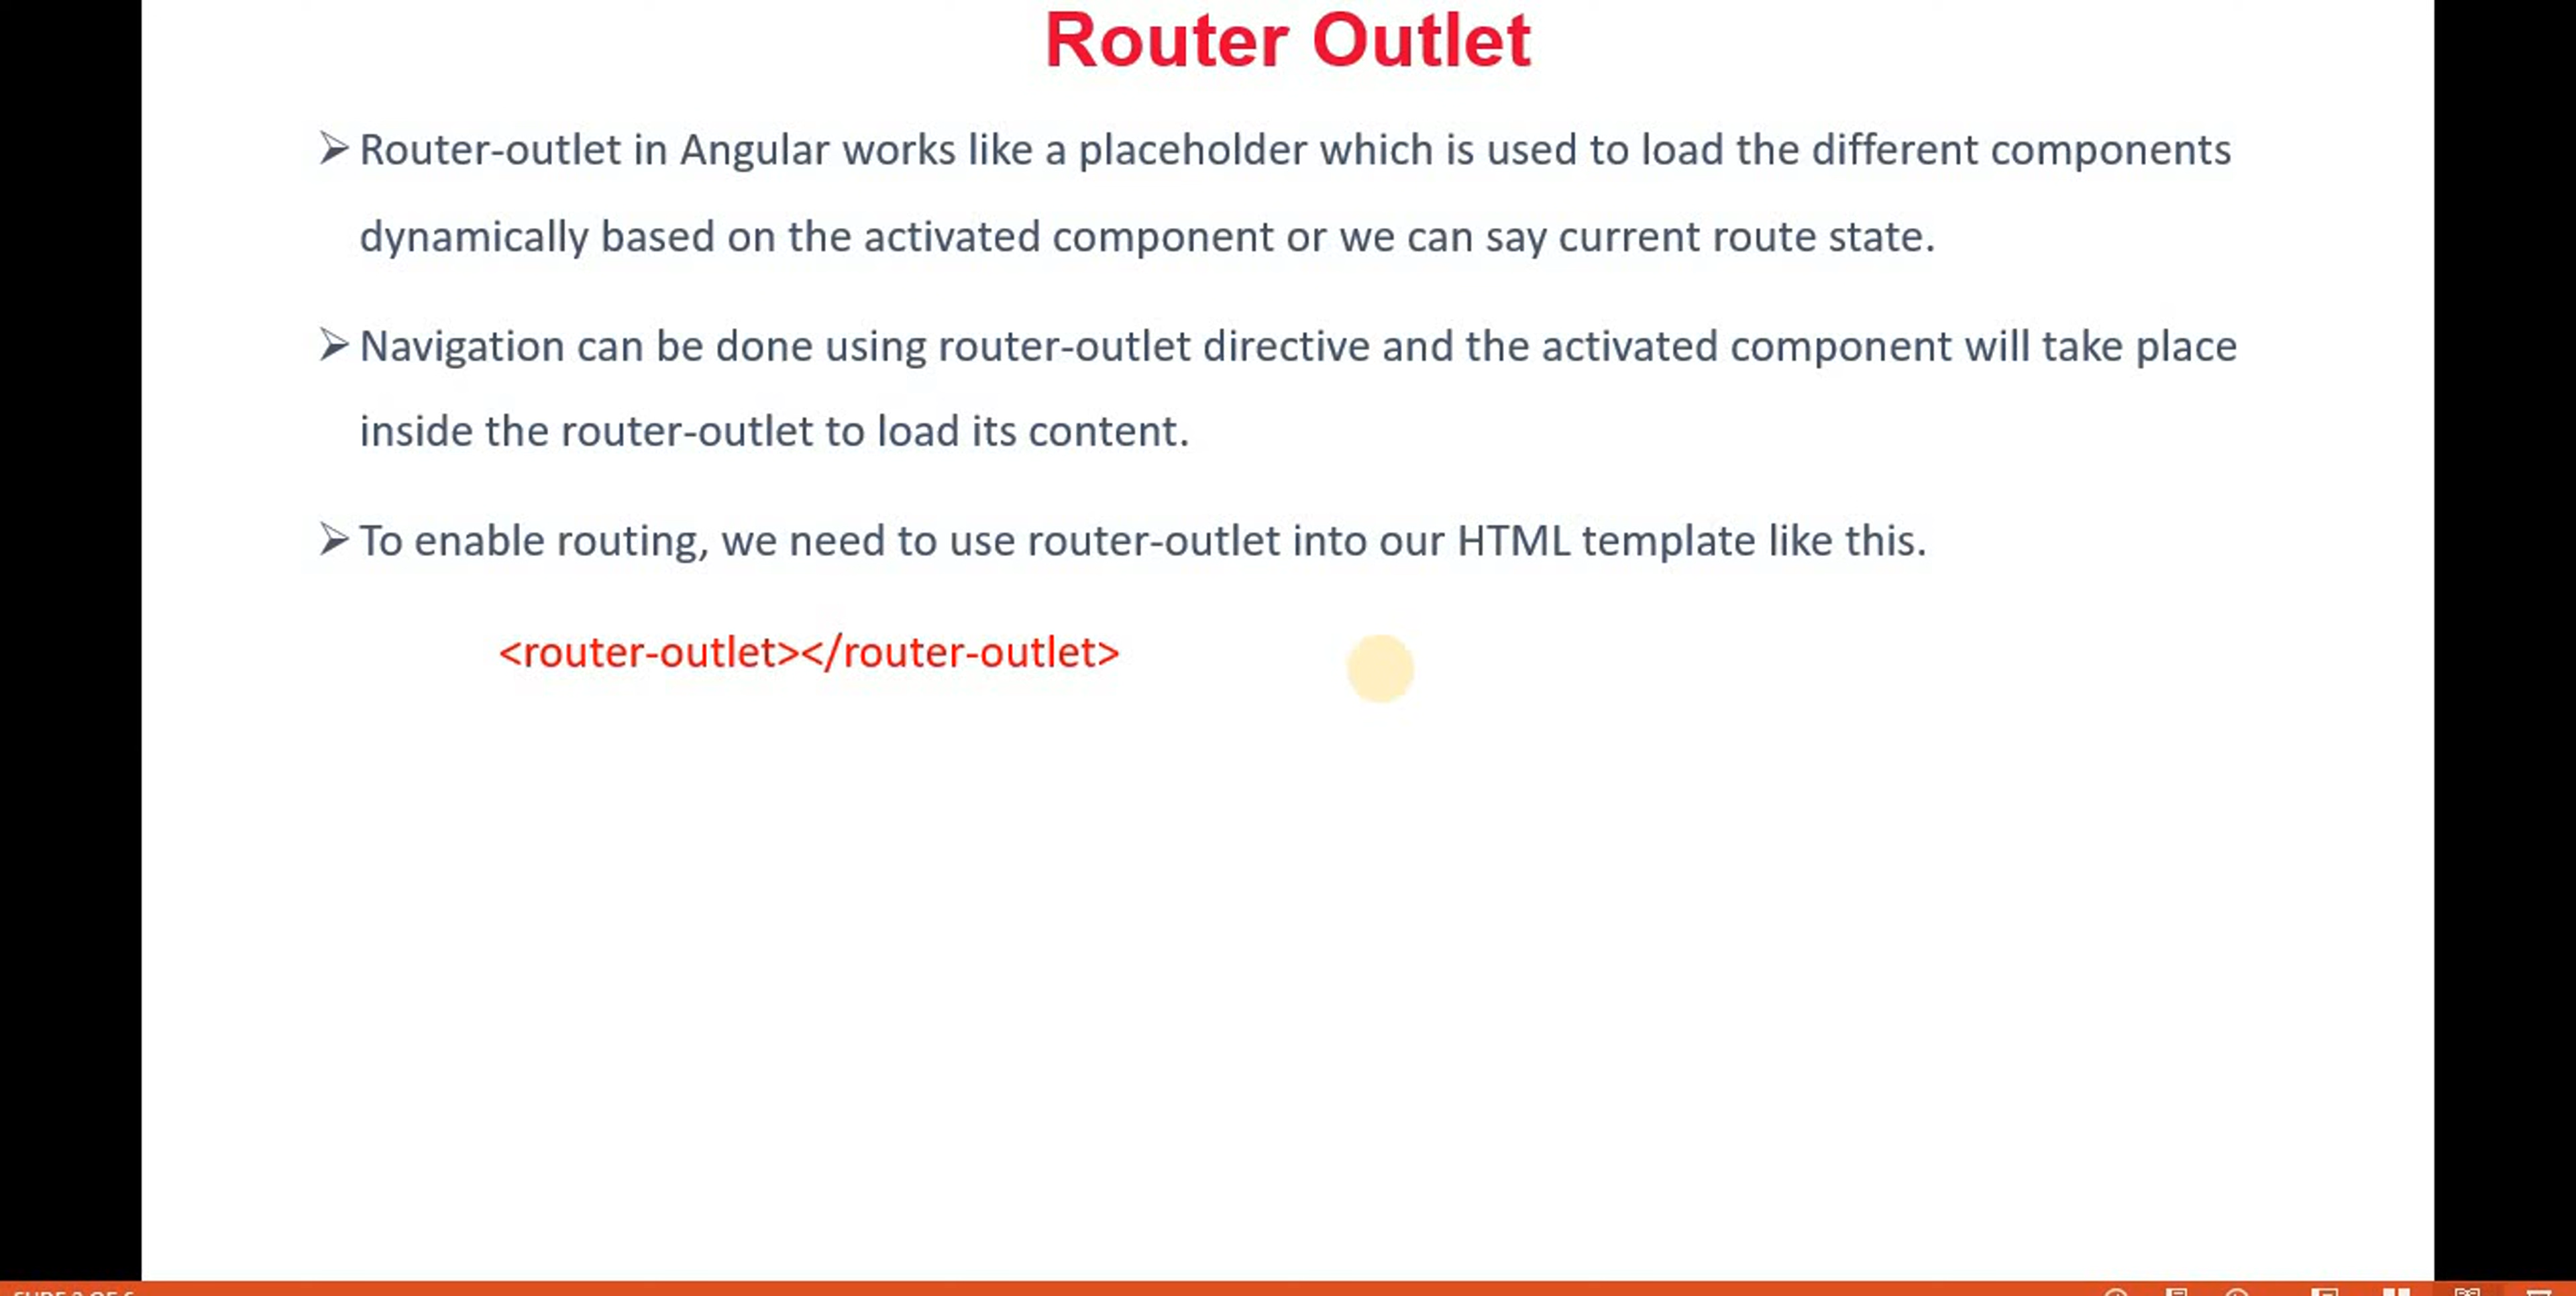 Router Outlet
Router-outlet in Angular works like a placeholder which is used to load the different components
dynamically based on the activated component or we can say current route state.
Navigation can be done using router-outlet directive and the activated component will take place
inside the router-outlet to load its content.
To enable routing, we need to use router-outlet into our HTML template like this.
<router-outlet></router-outlet>